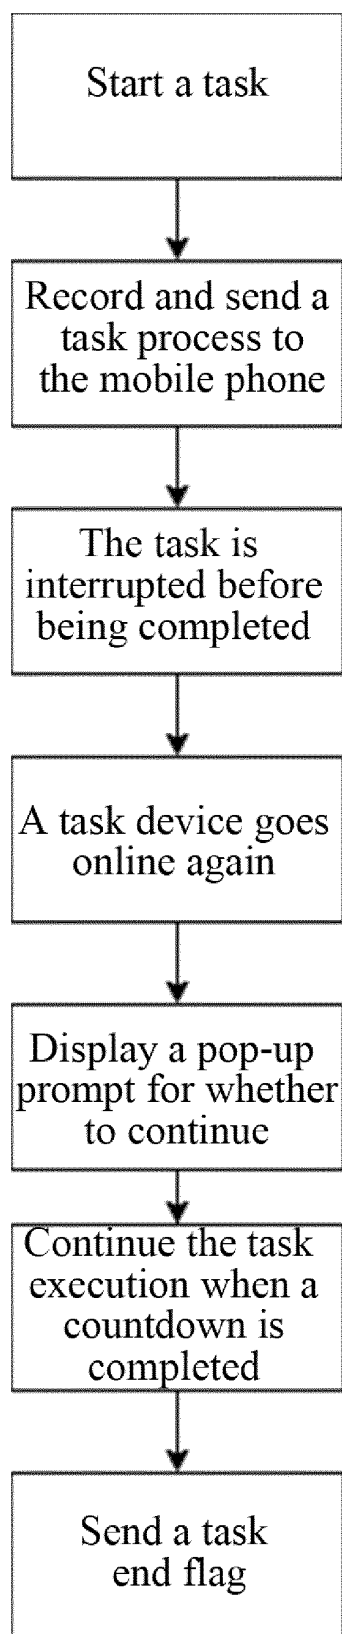 Start a task
Record and send a
task process to
the mobile phone
The task is
interrupted before
being completed
A task device goes
online again
Display a pop-up
prompt for whether
to continue
Continue the task
execution when a
countdown is
completed
Send a task
end flag